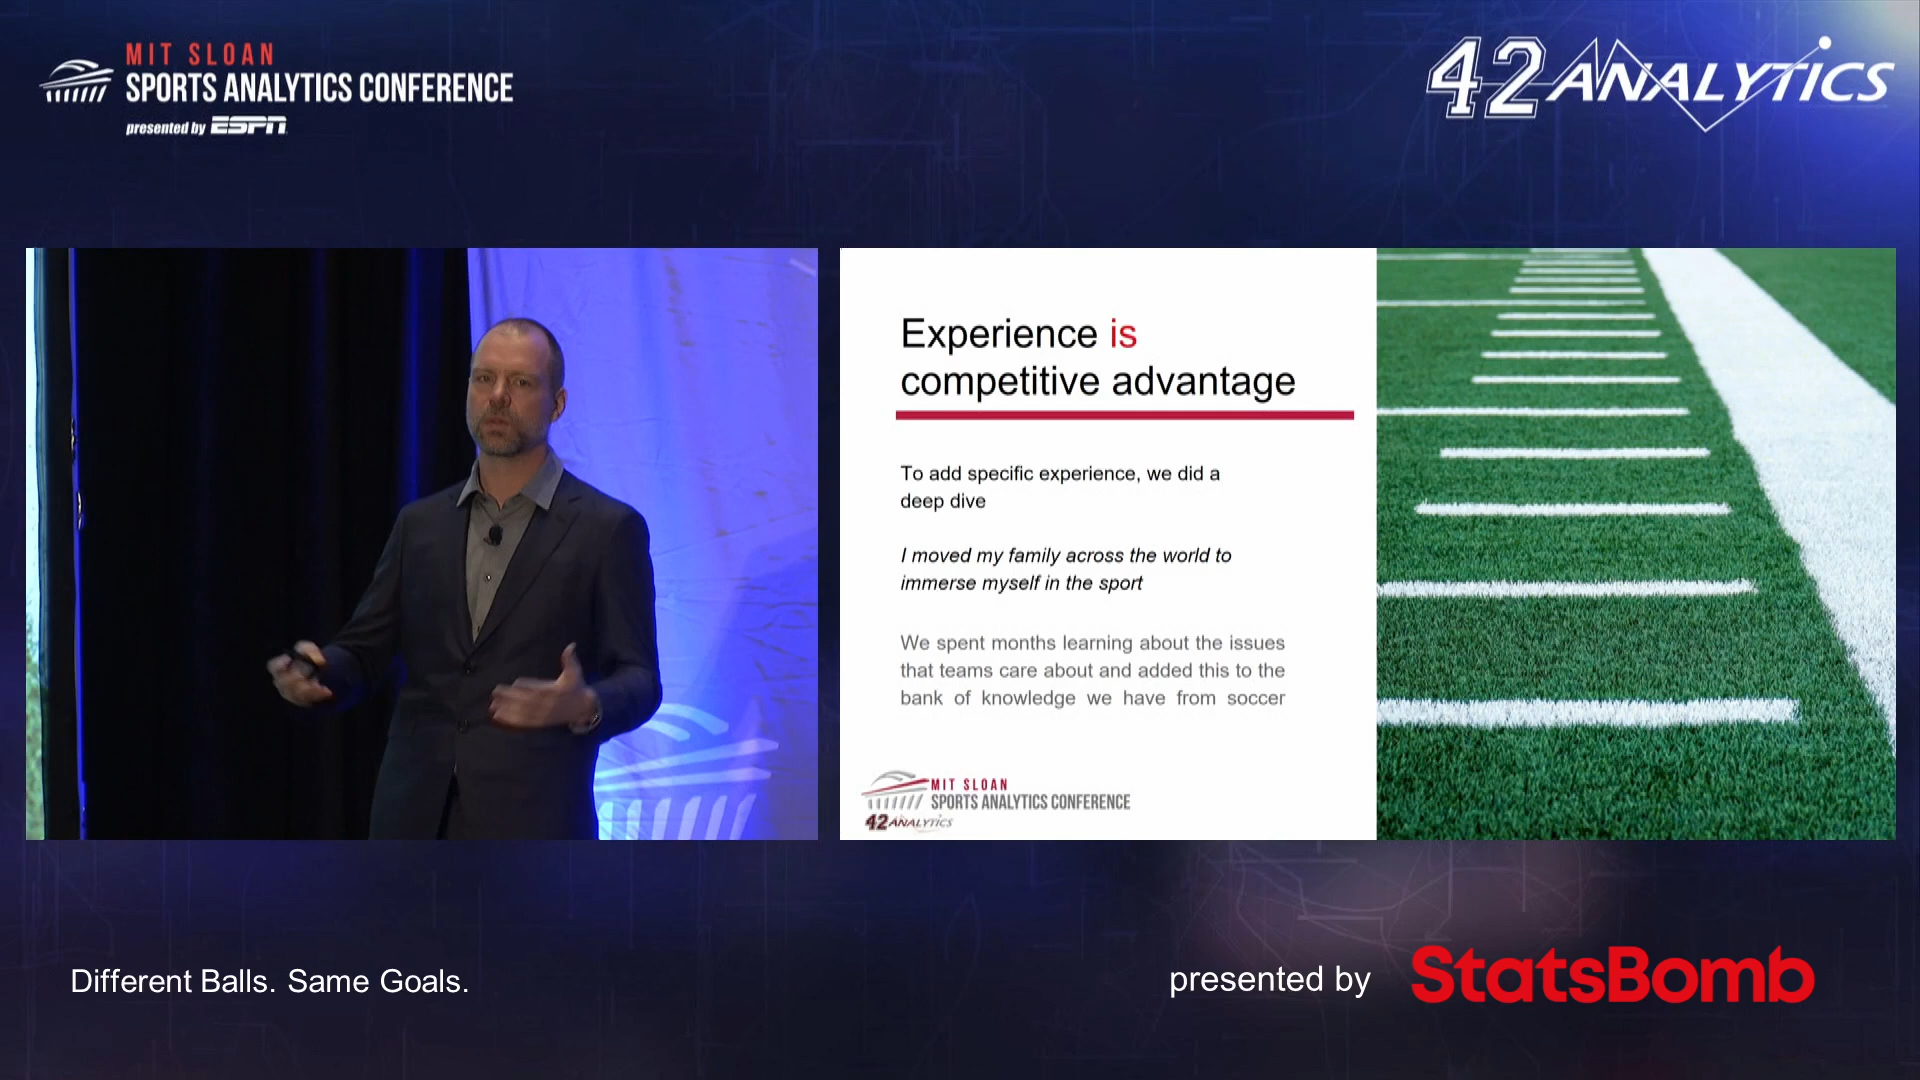 MIT SLOAN
SPORTS ANALYTICS CONFERENCE
presented by ESPN
42 ANALYTICS
Experience is
competitive advantage
To add specific experience, we did a
deep dive
I moved my family across the world to
immerse myself in the sport
We spent months learning about the issues
that teams care about and added this to the
bank of knowledge we have from soccer
MIT SLOAN
SPORTS ANALYTICS CONFERENCE
42 ANALYTICS
Different Balls. Same Goals.
presented by StatsBomb